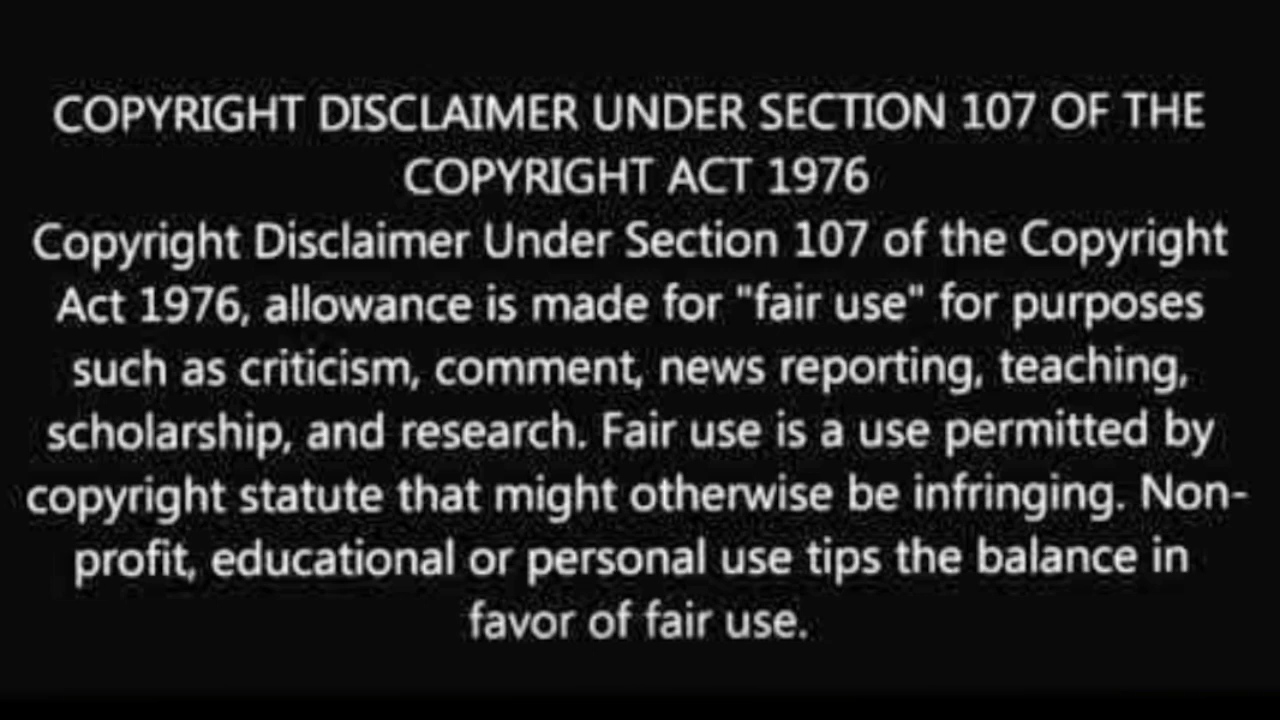 COPYRIGHT DISCLAIMER UNDER SECTION 107 OF THE
COPYRIGHT ACT 1976
Copyright Disclaimer Under Section 107 of the Copyright
Act 1976, allowance is made for "fair use" for purposes
such as criticism, comment, news reporting, teaching,
scholarship, and research. Fair use is a use permitted by
copyright statute that might otherwise be infringing. Non-
profit, educational or personal use tips the balance in
favor of fair use.